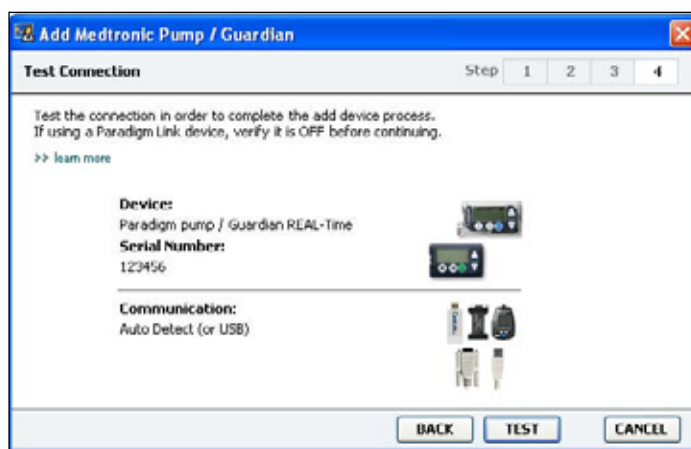 Add Medtronic Pump / Guardian
Test Connection Step 1 2 3 4
Test the connection in order to complete the add device process.
If using a Paradigm Link device, verify it is OFF before continuing.
>> learn more
Device:
Paradigm pump / Guardian REAL-Time
Serial Number:
123456
Communication:
Auto Detect (or USB)
BACK TEST CANCEL